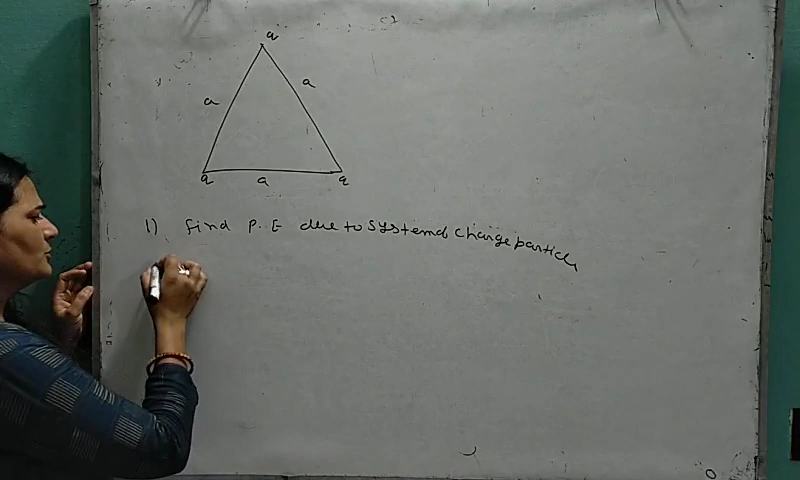 q
a a
q a q
1) find P.E due to System of Charge particle